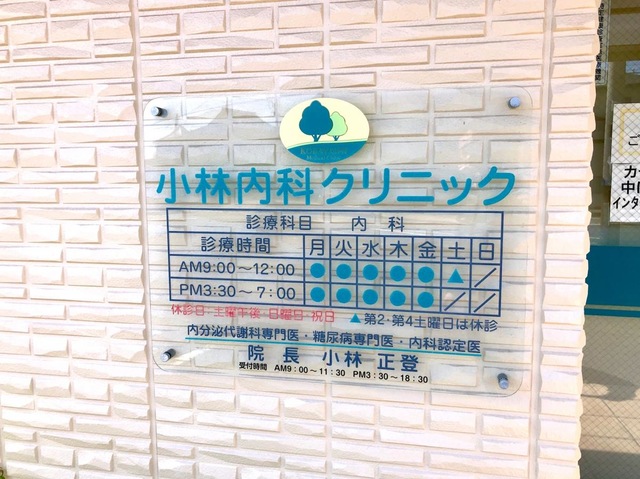 小林内科クリニック
診療科目 内科
診療時間 月 火 水 木 金 土 日
AM9:00～12:00 ● ● ● ● ● ▲ ／
PM3:30～7:00 ● ● ● ● ● ／ ／
休診日 土曜午後・日曜日・祝日 ▲第2・第4土曜日は休診
内分泌代謝科専門医・糖尿病専門医・内科認定医
院長 小林 正登
受付時間 AM9:00～11:30 PM3:30～18:30